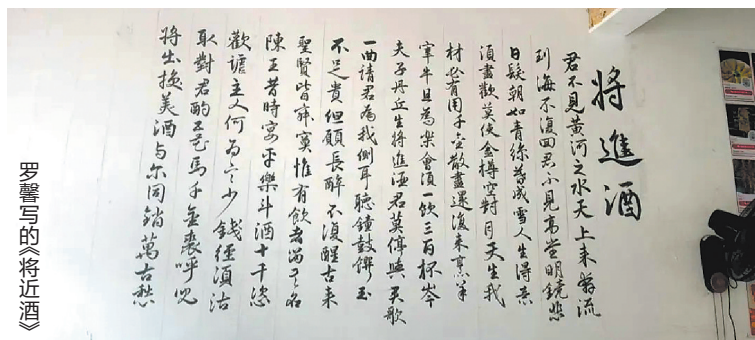 將進酒
君不見黃河之水天上来奔流
到海不復回君不見高堂明鏡悲
白髮朝如青絲暮成雪人生得意
須盡歡莫使金樽空對月天生我
材必有用千金散盡還復来烹羊
宰牛且為樂會須一飲三百杯岑
夫子丹丘生將進酒君莫停與君歌
一曲請君為我側耳聽鐘鼓饌玉
不足貴但願長醉不復醒古来
聖賢皆寂寞惟有飲者留其名
陳王昔時宴平樂斗酒十千恣
歡謔主人何為言少錢徑須沽
取對君酌五花馬千金裘呼兒
將出換美酒与尔同銷萬古愁
罗馨写的《将近酒》